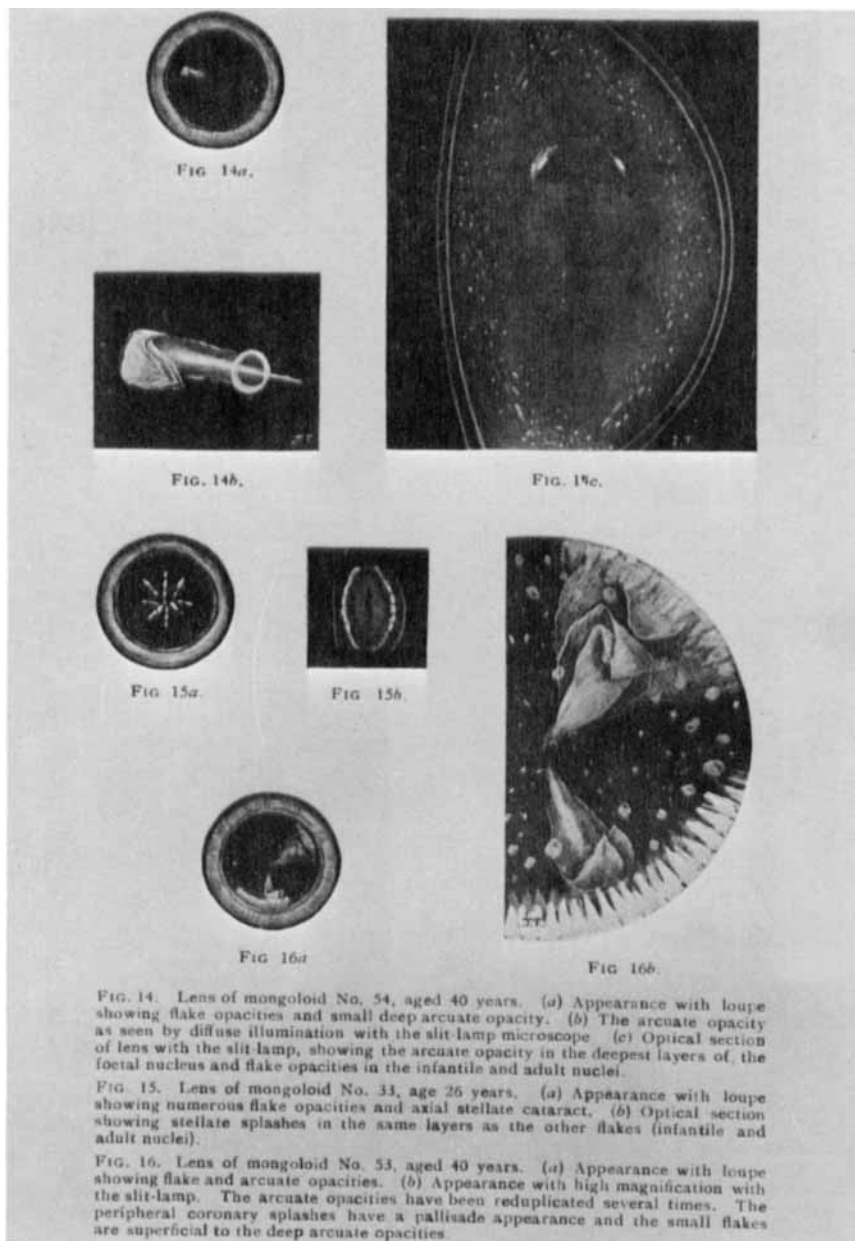 FIG 14a.
FIG. 14b.
FIG. 14c.
FIG 15a.
FIG 15b.
FIG 16a
FIG 16b.
FIG. 14. Lens of mongoloid No. 54, aged 40 years. (a) Appearance with loupe
showing flake opacities and small deep arcuate opacity. (b) The arcuate opacity
as seen by diffuse illumination with the slit-lamp microscope (c) Optical section
of lens with the slit-lamp, showing the arcuate opacity in the deepest layers of, the
foetal nucleus and flake opacities in the infantile and adult nuclei.
FIG. 15. Lens of mongoloid No. 33, age 26 years. (a) Appearance with loupe
showing numerous flake opacities and axial stellate cataract. (b) Optical section
showing stellate splashes in the same layers as the other flakes (infantile and
adult nuclei).
FIG. 16. Lens of mongoloid No. 53, aged 40 years. (a) Appearance with loupe
showing flake and arcuate opacities. (b) Appearance with high magnification with
the slit-lamp. The arcuate opacities have been reduplicated several times. The
peripheral coronary splashes have a pallisade appearance and the small flakes
are superficial to the deep arcuate opacities